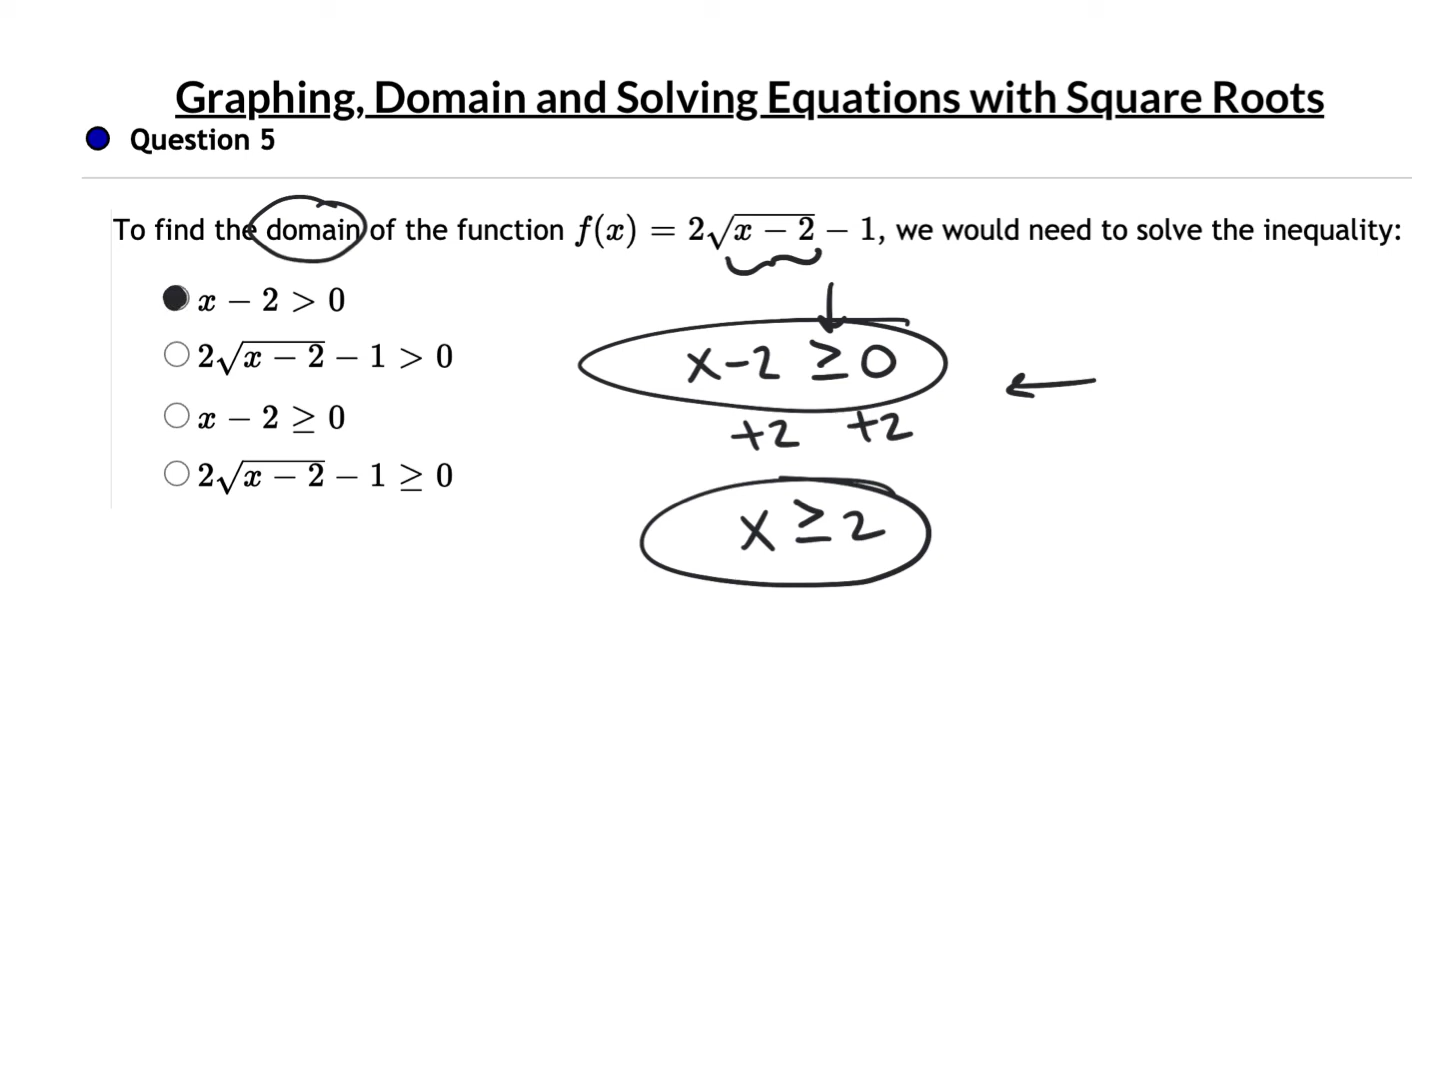 Graphing, Domain and Solving Equations with Square Roots
Question 5
To find the domain of the function f(x) = 2√(x − 2) − 1, we would need to solve the inequality:
x − 2 > 0
2√(x − 2) − 1 > 0
x − 2 ≥ 0
2√(x − 2) − 1 ≥ 0
x-2 ≥ 0
+2 +2
x ≥ 2